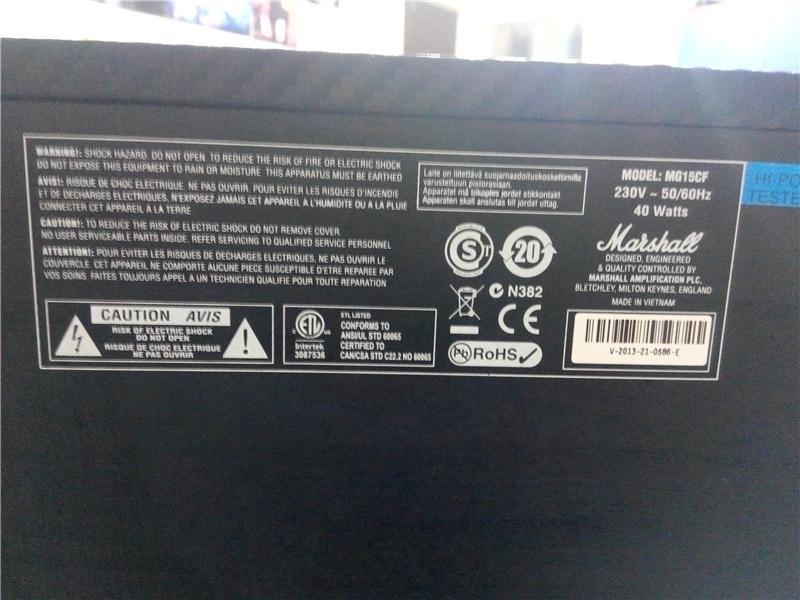 WARNING!: SHOCK HAZARD. DO NOT OPEN. TO REDUCE THE RISK OF FIRE OR ELECTRIC SHOCK
DO NOT EXPOSE THIS EQUIPMENT TO RAIN OR MOISTURE. THIS APPARATUS MUST BE EARTHED
AVIS!: RISQUE DE CHOC ELECTRIQUE. NE PAS OUVRIR. POUR EVITER LES RISQUES D'INCENDIE
ET DE DECHARGES ELECTRIQUES, N'EXPOSEZ JAMAIS CET APPAREIL A L'HUMIDITE OU A LA PLUIE
CONNECTER CET APPAREIL A LA TERRE
CAUTION!: TO REDUCE THE RISK OF ELECTRIC SHOCK DO NOT REMOVE COVER.
NO USER SERVICEABLE PARTS INSIDE. REFER SERVICING TO QUALIFIED SERVICE PERSONNEL
ATTENTION!: POUR EVITER LES RISQUES DE DECHARGES ELECTRIQUES, NE PAS OUVRIR LE
COUVERCLE. CET APPAREIL NE COMPORTE AUCUNE PIECE SUSCEPTIBLE D'ETRE REPAREE PAR
VOS SOINS. FAITES TOUJOURS APPEL A UN TECHNICIEN QUALIFIE POUR TOUTE REPARATION
CAUTION AVIS
RISK OF ELECTRIC SHOCK
DO NOT OPEN
RISQUE DE CHOC ELECTRIQUE
NE PAS OUVRIR
!
C ETL US
Intertek
3087536
ETL LISTED
CONFORMS TO
ANSI/UL STD 60065
CERTIFIED TO
CAN/CSA STD C22.2 NO 60065
Laite on liitettävä suojamaadoituskoskettimilla
varustettuun pistorasiaan.
Apparatet må tilkoples jordet stikkontakt
Apparaten skall anslutas till jordat uttag.
S T
20
N382
CE
Pb RoHS
MODEL: MG15CF
230V ~ 50/60Hz
40 Watts
Marshall
DESIGNED, ENGINEERED
& QUALITY CONTROLLED BY
MARSHALL AMPLIFICATION PLC.
BLETCHLEY, MILTON KEYNES, ENGLAND
MADE IN VIETNAM
V-2013-21-0586-E
HI-PO
TESTE